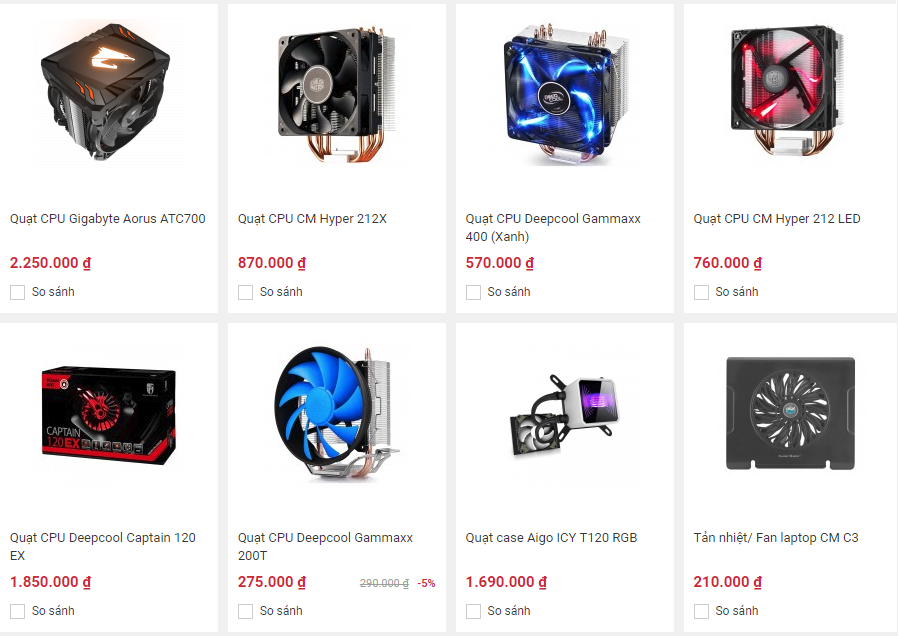 Quạt CPU Gigabyte Aorus ATC700
2.250.000 ₫
So sánh
Quạt CPU CM Hyper 212X
870.000 ₫
So sánh
Quạt CPU Deepcool Gammaxx
400 (Xanh)
570.000 ₫
So sánh
Quạt CPU CM Hyper 212 LED
760.000 ₫
So sánh
CAPTAIN
120EX
Quạt CPU Deepcool Captain 120
EX
1.850.000 ₫
So sánh
Quạt CPU Deepcool Gammaxx
200T
275.000 ₫ 290.000 ₫ -5%
So sánh
Quạt case Aigo ICY T120 RGB
1.690.000 ₫
So sánh
Tản nhiệt/ Fan laptop CM C3
210.000 ₫
So sánh